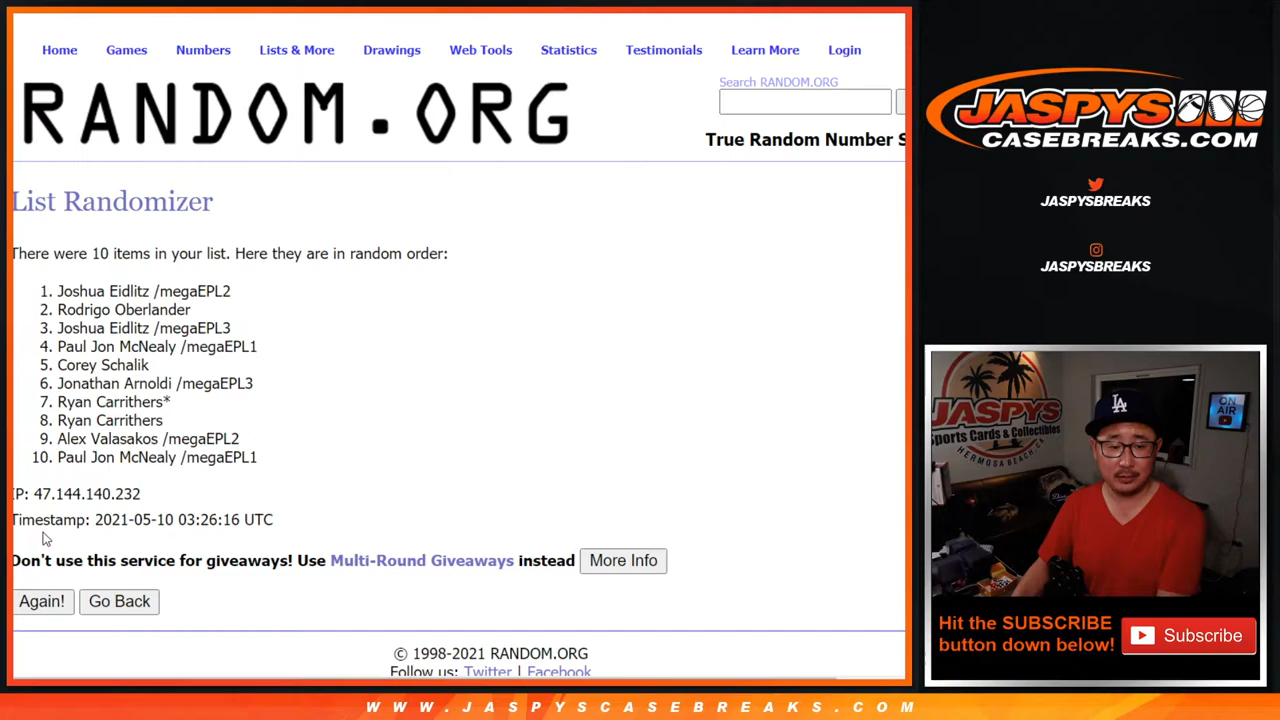 Home Games Numbers Lists & More Drawings Web Tools Statistics Testimonials Learn More Login
RANDOM.ORG
Search RANDOM.ORG
True Random Number S
List Randomizer
There were 10 items in your list. Here they are in random order:
1. Joshua Eidlitz /megaEPL2
2. Rodrigo Oberlander
3. Joshua Eidlitz /megaEPL3
4. Paul Jon McNealy /megaEPL1
5. Corey Schalik
6. Jonathan Arnoldi /megaEPL3
7. Ryan Carrithers*
8. Ryan Carrithers
9. Alex Valasakos /megaEPL2
10. Paul Jon McNealy /megaEPL1
IP: 47.144.140.232
Timestamp: 2021-05-10 03:26:16 UTC
Don't use this service for giveaways! Use Multi-Round Giveaways instead More Info
Again! Go Back
© 1998-2021 RANDOM.ORG
Follow us: Twitter | Facebook
JASPYS
CASEBREAKS.COM
JASPYSBREAKS
JASPYSBREAKS
JASPYS
Sports Cards & Collectibles
HERMOSA BEACH, CA
LA
ON AIR
Hit the SUBSCRIBE
button down below!
Subscribe
WWW.JASPYSCASEBREAKS.COM